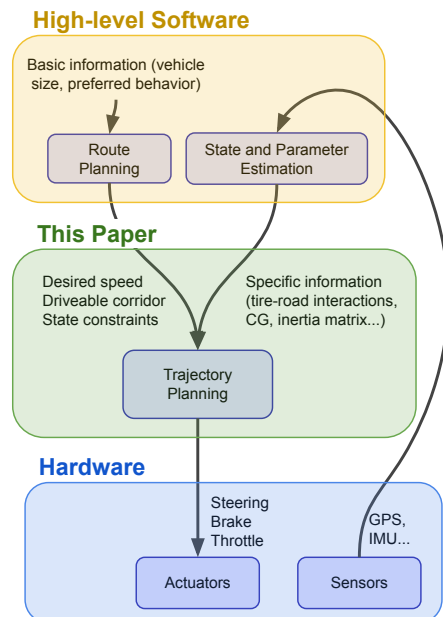 High-level Software
Basic information (vehicle
size, preferred behavior)
Route
Planning
State and Parameter
Estimation
This Paper
Desired speed
Driveable corridor
State constraints
Specific information
(tire-road interactions,
CG, inertia matrix...)
Trajectory
Planning
Hardware
Steering
Brake
Throttle
GPS,
IMU...
Actuators
Sensors